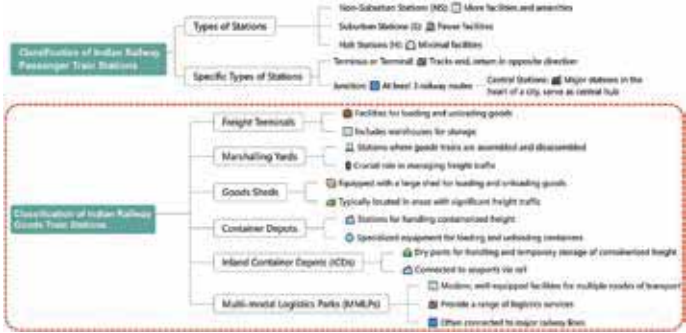 Classification of Indian Railway
Passenger Train Stations
Types of Stations
Non-Suburban Stations (NS): More facilities and amenities
Suburban Stations (S): Fewer facilities
Halt Stations (H): Minimal facilities
Specific Types of Stations
Terminus or Terminal: Tracks end, return in opposite direction
Junction: At least 3 railway routes
Central Stations: Major stations in the
heart of a city, serve as central hub
Classification of Indian Railway
Goods Train Stations
Freight Terminals
Facilities for loading and unloading goods
Includes warehouses for storage
Marshalling Yards
Stations where goods trains are assembled and disassembled
Crucial role in managing freight traffic
Goods Sheds
Equipped with a large shed for loading and unloading goods
Typically located in areas with significant freight traffic
Container Depots
Stations for handling containerized freight
Specialized equipment for loading and unloading containers
Inland Container Depots (ICDs)
Dry ports for handling and temporary storage of containerized freight
Connected to seaports via rail
Multi-modal Logistics Parks (MMLPs)
Modern, well-equipped facilities for multiple modes of transport
Provide a range of logistics services
Often connected to major railway lines